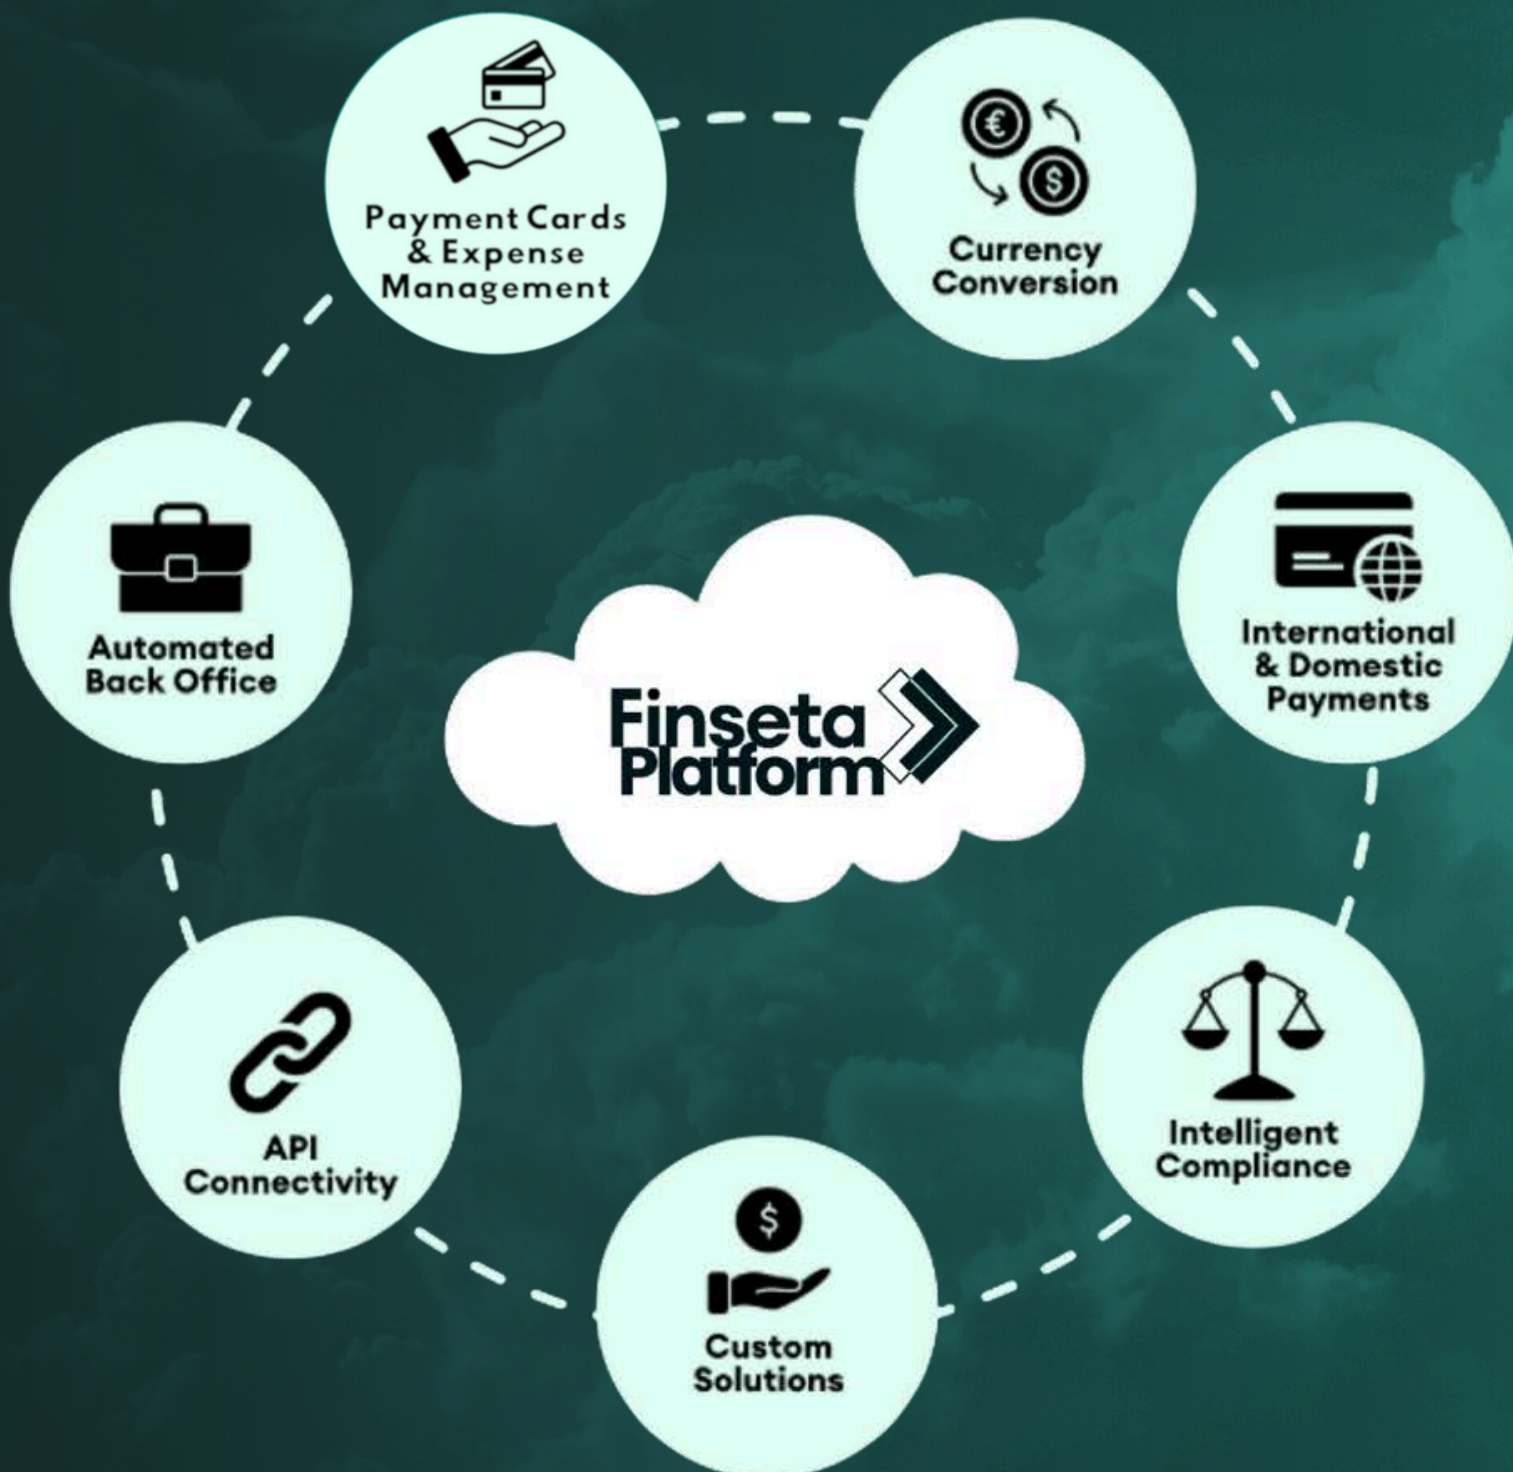 Payment Cards
& Expense
Management
€
$
Currency
Conversion
Automated
Back Office
International
& Domestic
Payments
Finseta
Platform
API
Connectivity
Intelligent
Compliance
$
Custom
Solutions